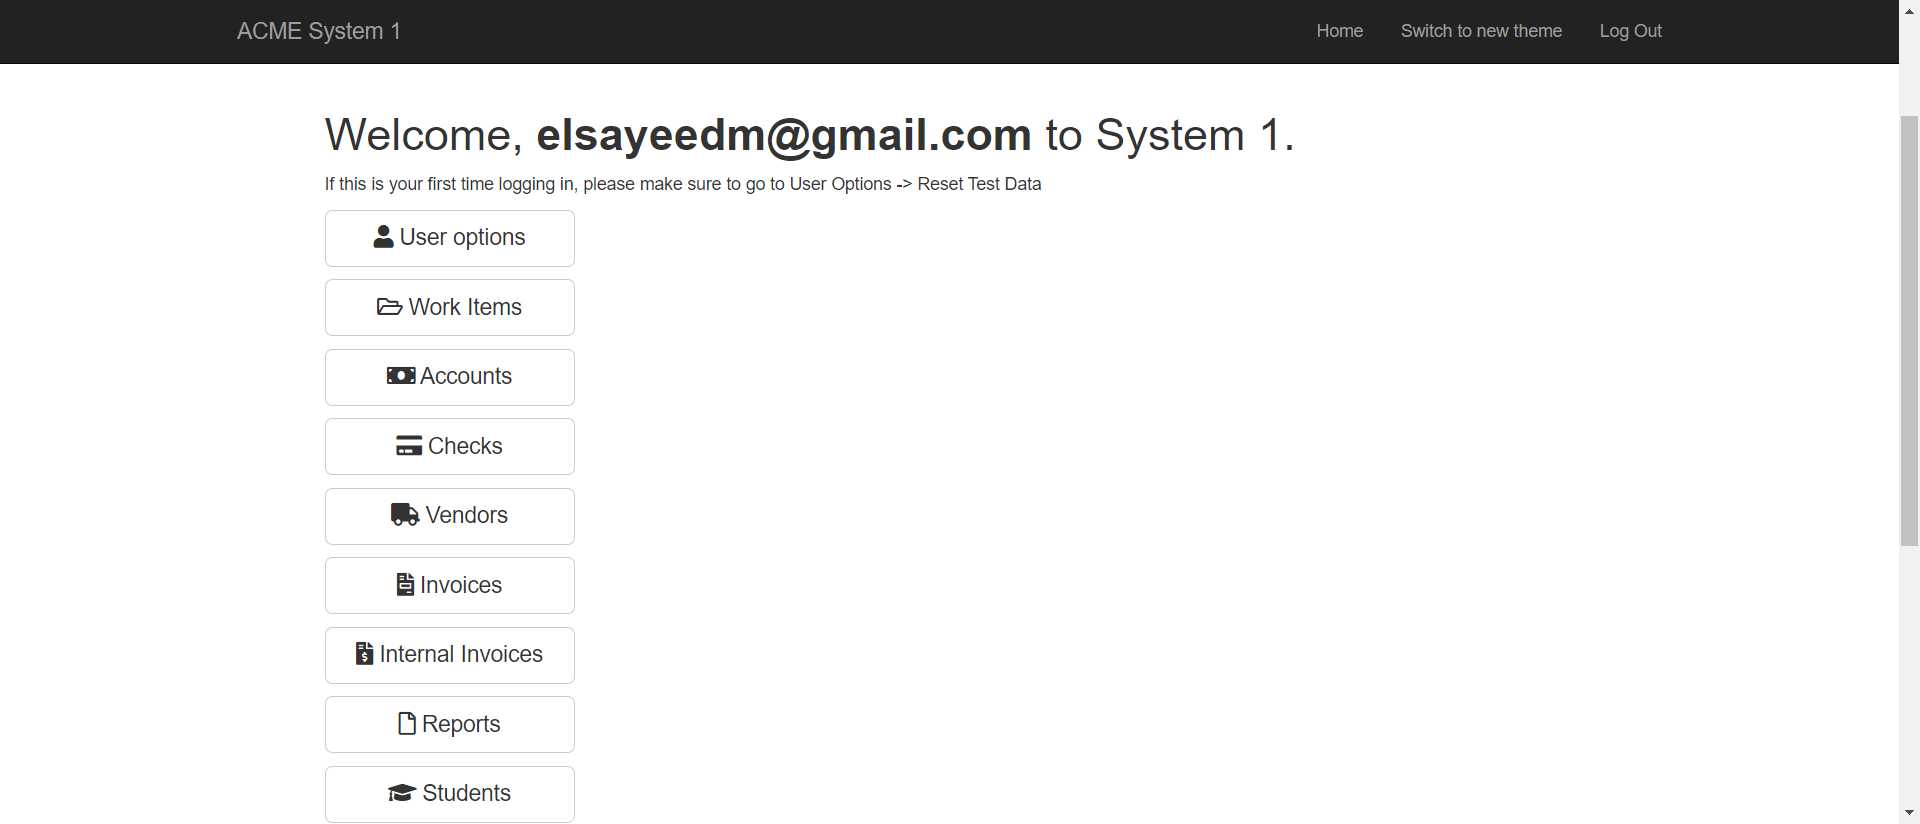 ACME System 1
Home
Switch to new theme
Log Out
Welcome, elsayeedm@gmail.com to System 1.
If this is your first time logging in, please make sure to go to User Options -> Reset Test Data
User options
Work Items
Accounts
Checks
Vendors
Invoices
Internal Invoices
Reports
Students